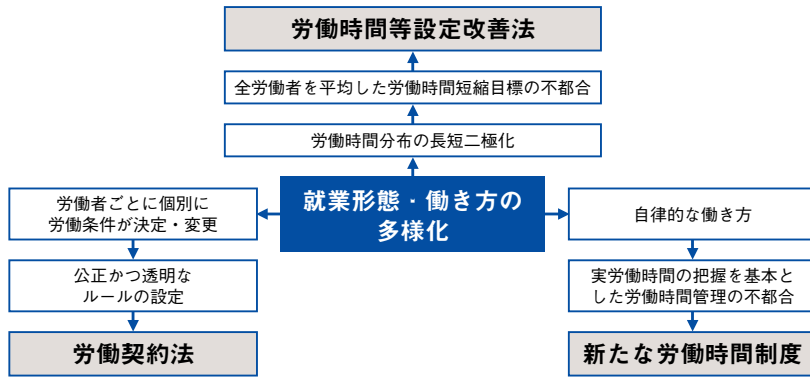 労働時間等設定改善法
全労働者を平均した労働時間短縮目標の不都合
労働時間分布の長短二極化
就業形態・働き方の
多様化
労働者ごとに個別に
労働条件が決定・変更
公正かつ透明な
ルールの設定
労働契約法
自律的な働き方
実労働時間の把握を基本と
した労働時間管理の不都合
新たな労働時間制度